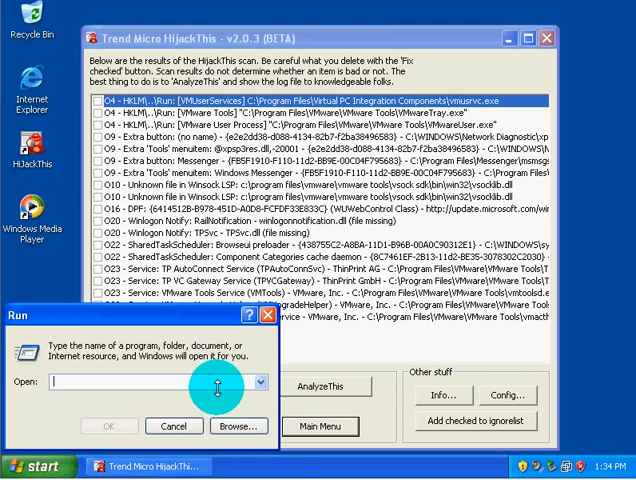 Recycle Bin
Internet
Explorer
HiJackThis
Windows Media
Player
Trend Micro HijackThis - v2.0.3 (BETA)
Below are the results of the HijackThis scan. Be careful what you delete with the 'Fix
checked' button. Scan results do not determine whether an item is bad or not. The
best thing to do is to 'AnalyzeThis' and show the log file to knowledgeable folks.
O4 - HKLM\..\Run: [VMUserServices] C:\Program Files\Virtual PC Integration Components\vmusrvc.exe
O4 - HKLM\..\Run: [VMware Tools] "C:\Program Files\VMware\VMware Tools\VMwareTray.exe"
O4 - HKLM\..\Run: [VMware User Process] "C:\Program Files\VMware\VMware Tools\VMwareUser.exe"
O9 - Extra button: (no name) - {e2e2dd38-d088-4134-82b7-f2ba38496583} - C:\WINDOWS\Network Diagnostic\xp
O9 - Extra 'Tools' menuitem: @xpsp3res.dll,-20001 - {e2e2dd38-d088-4134-82b7-f2ba38496583} - C:\WINDOWS
O9 - Extra button: Messenger - {FB5F1910-F110-11d2-BB9E-00C04F795683} - C:\Program Files\Messenger\msmsgs
O9 - Extra 'Tools' menuitem: Windows Messenger - {FB5F1910-F110-11d2-BB9E-00C04F795683} - C:\Program Files
O10 - Unknown file in Winsock LSP: c:\program files\vmware\vmware tools\vsock sdk\bin\win32\vsocklib.dll
O10 - Unknown file in Winsock LSP: c:\program files\vmware\vmware tools\vsock sdk\bin\win32\vsocklib.dll
O16 - DPF: {6414512B-B978-451D-A0D8-FCFDF33E833C} (WUWebControl Class) - http://update.microsoft.com/win
O20 - Winlogon Notify: RailNotification - winlogonnotification.dll (file missing)
O20 - Winlogon Notify: TPSvc - TPSvc.dll (file missing)
O22 - SharedTaskScheduler: Browseui preloader - {438755C2-A8BA-11D1-B96B-00A0C90312E1} - C:\WINDOWS\sy
O22 - SharedTaskScheduler: Component Categories cache daemon - {8C7461EF-2B13-11d2-BE35-3078302C2030} -
O23 - Service: TP AutoConnect Service (TPAutoConnSvc) - ThinPrint AG - C:\Program Files\VMware\VMware Tools\T
O23 - Service: TP VC Gateway Service (TPVCGateway) - ThinPrint GmbH - C:\Program Files\VMware\VMware Tools\T
O23 - Service: VMware Tools Service (VMTools) - VMware, Inc. - C:\Program Files\VMware\VMware Tools\vmtoolsd.e
gradeHelper) - VMware, Inc. - C:\Program Files\VMware\VMw
Service - VMware, Inc. - C:\Program Files\VMware\VMware Tools\vmacth
Run
Type the name of a program, folder, document, or
Internet resource, and Windows will open it for you.
Open:
OK
Cancel
Browse...
AnalyzeThis
Main Menu
Other stuff
Info...
Config...
Add checked to ignorelist
start
Trend Micro HijackThi...
1:34 PM